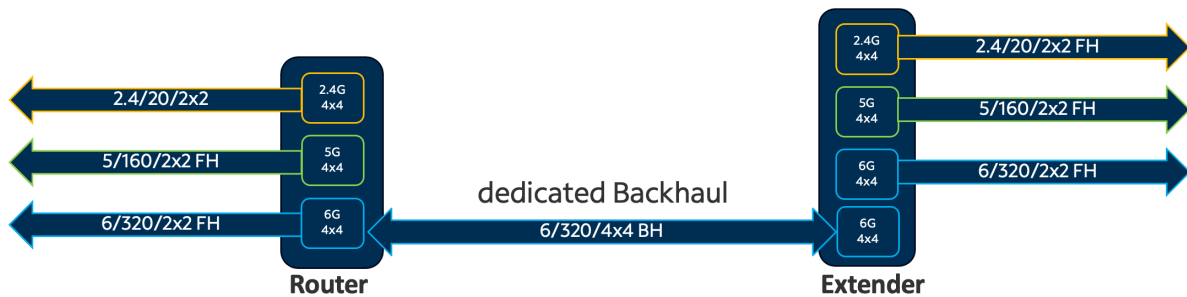 2.4/20/2x2
5/160/2x2 FH
6/320/2x2 FH
2.4G
4x4
5G
4x4
6G
4x4
Router
dedicated Backhaul
6/320/4x4 BH
2.4G
4x4
5G
4x4
6G
4x4
6G
4x4
Extender
2.4/20/2x2 FH
5/160/2x2 FH
6/320/2x2 FH